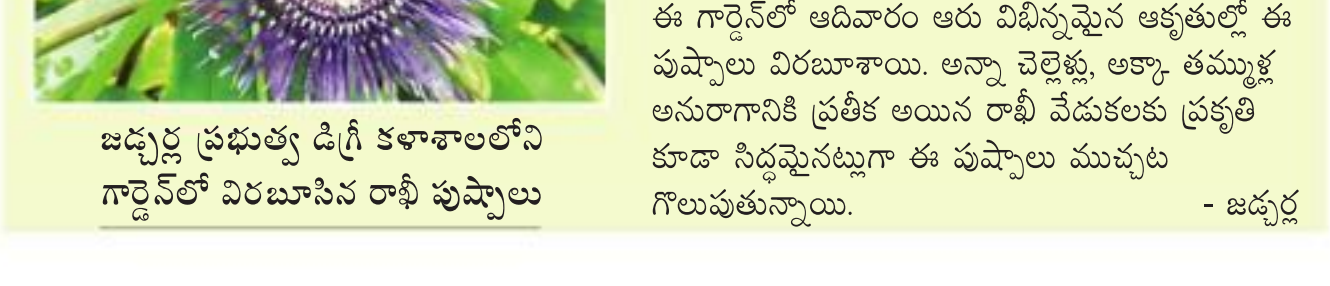 జడ్చర్ల ప్రభుత్వ డిగ్రీ కళాశాలలోని
గార్డెన్‌లో విరబూసిన రాఖీ పుష్పాలు
ఈ గార్డెన్‌లో ఆదివారం ఆరు విభిన్నమైన ఆకృతుల్లో ఈ
పుష్పాలు విరబూశాయి. అన్నా చెల్లెళ్లు, అక్కా తమ్ముళ్ల
అనురాగానికి ప్రతీక అయిన రాఖీ వేడుకలకు ప్రకృతి
కూడా సిద్ధమైనట్లుగా ఈ పుష్పాలు ముచ్చట
గొలుపుతున్నాయి. - జడ్చర్ల